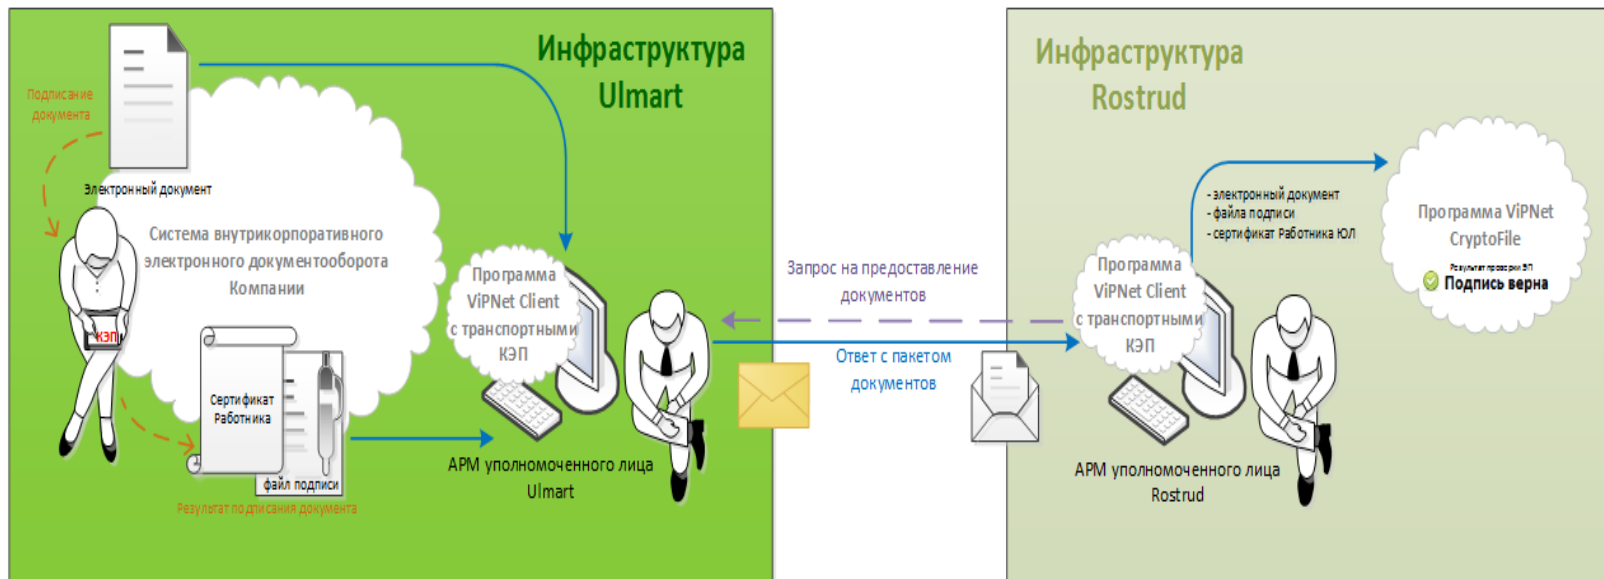 Инфраструктура
Ulmart
Подписание
документа
Электронный документ
Система внутрикорпоративного
электронного документооборота
Компании
КЭП
Сертификат
Работника
файл подписи
Результат подписания документа
Программа
ViPNet Client
с транспортными
КЭП
АРМ уполномоченного лица
Ulmart
Запрос на предоставление
документов
Ответ с пакетом
документов
Инфраструктура
Rostrud
Программа
ViPNet Client
с транспортными
КЭП
АРМ уполномоченного лица
Rostrud
- электронный документ
- файла подписи
- сертификат Работника ЮЛ
Программа ViPNet
CryptoFile
Результат проверки ЭП
Подпись верна